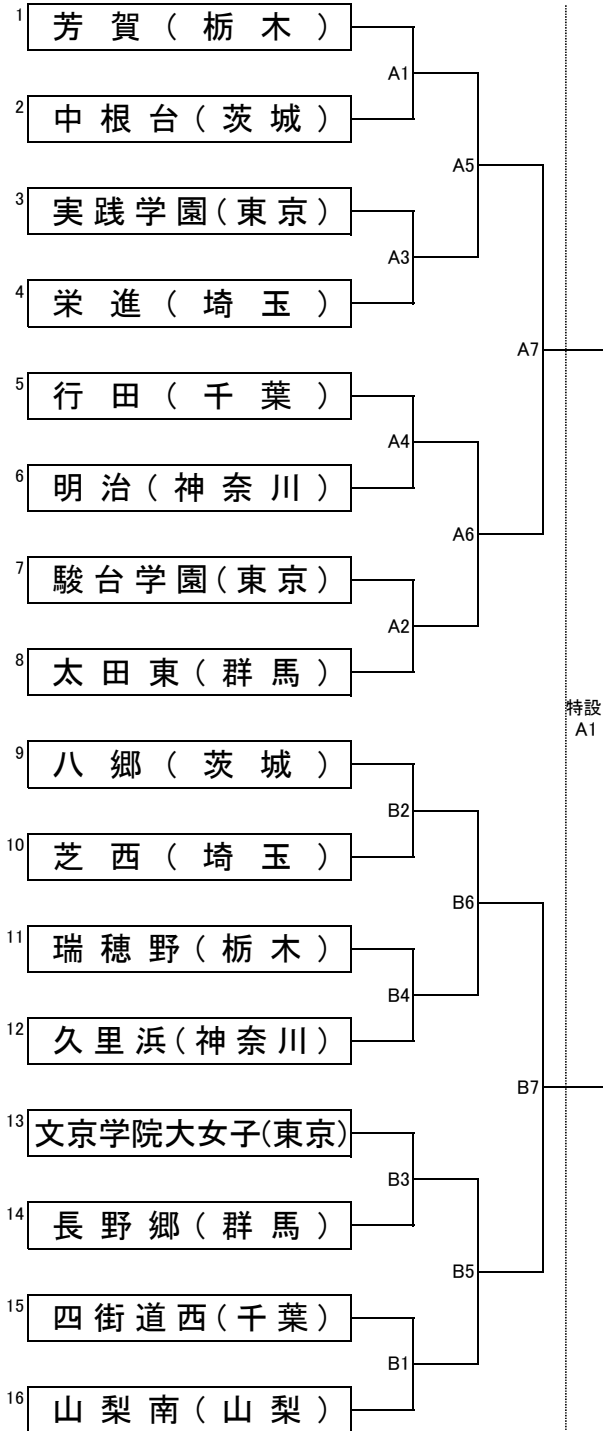 1 芳賀(栃木)
A1
2 中根台(茨城)
A5
3 実践学園(東京)
A3
4 栄進(埼玉)
A7
5 行田(千葉)
A4
6 明治(神奈川)
A6
7 駿台学園(東京)
A2
8 太田東(群馬)
特設
A1
9 八郷(茨城)
B2
10 芝西(埼玉)
B6
11 瑞穂野(栃木)
B4
12 久里浜(神奈川)
B7
13 文京学院大女子(東京)
B3
14 長野郷(群馬)
B5
15 四街道西(千葉)
B1
16 山梨南(山梨)